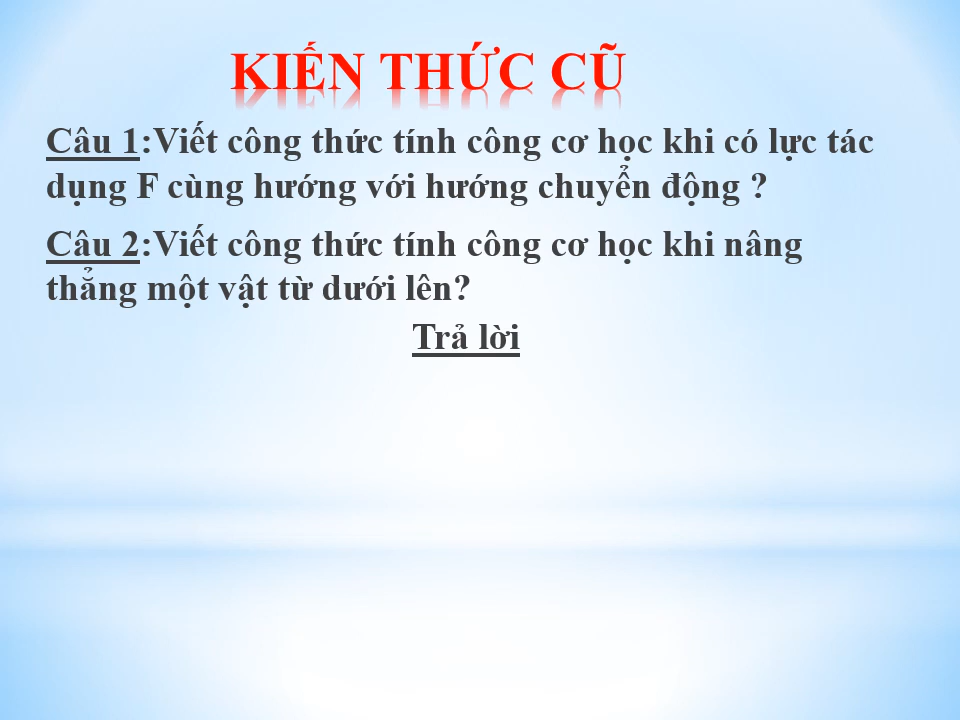 KIẾN THỨC CŨ
Câu 1:Viết công thức tính công cơ học khi có lực tác
dụng F cùng hướng với hướng chuyển động ?
Câu 2:Viết công thức tính công cơ học khi nâng
thẳng một vật từ dưới lên?
Trả lời